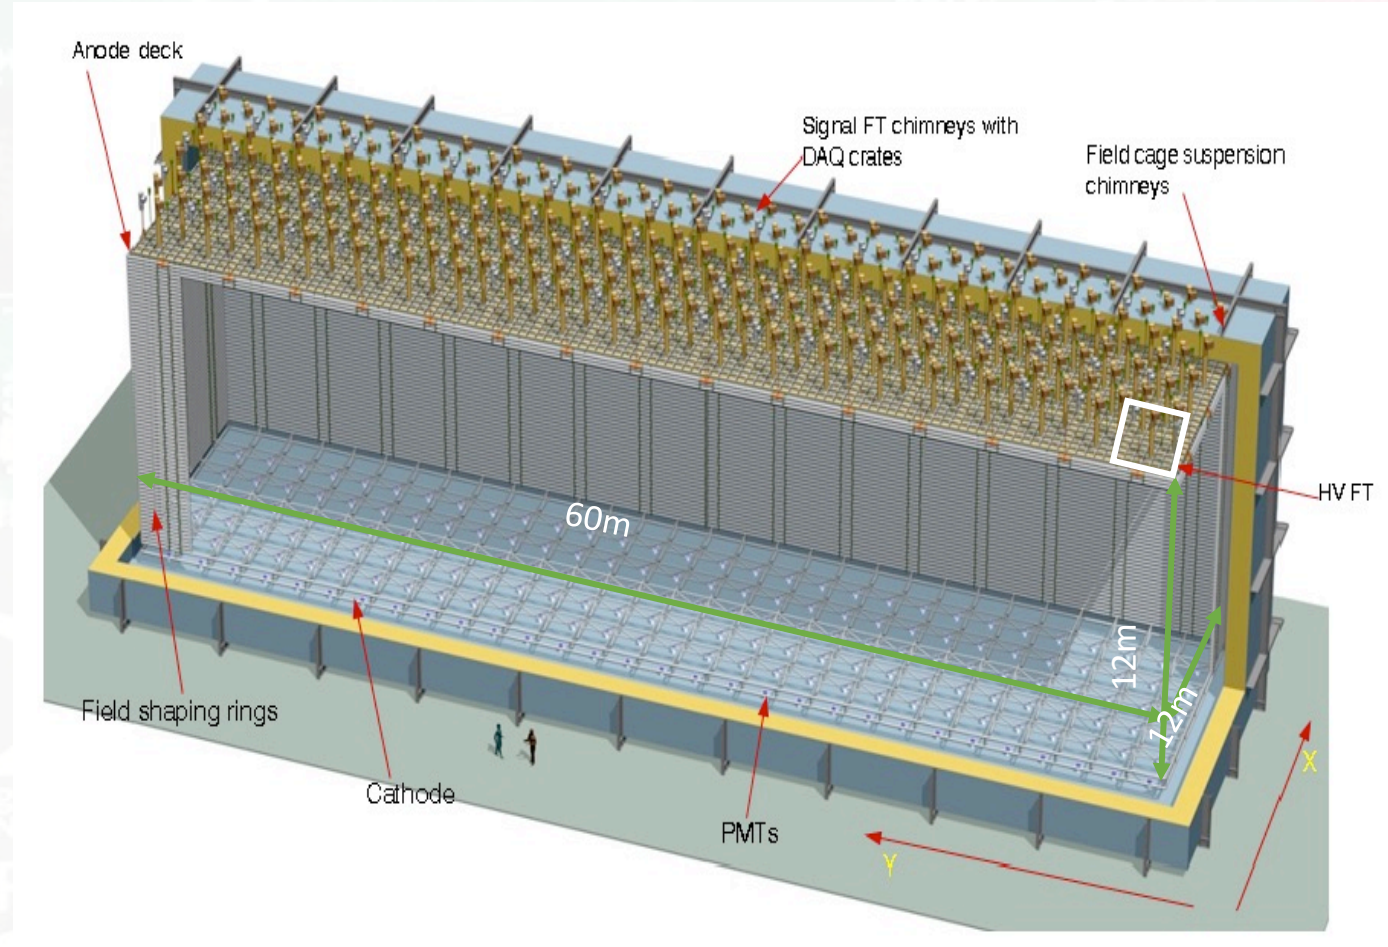 Anode deck
Signal FT chimneys with
DAQ crates
Field cage suspension
chimneys
HV FT
60m
12m
12m
Field shaping rings
Cathode
PMTs
X
Y